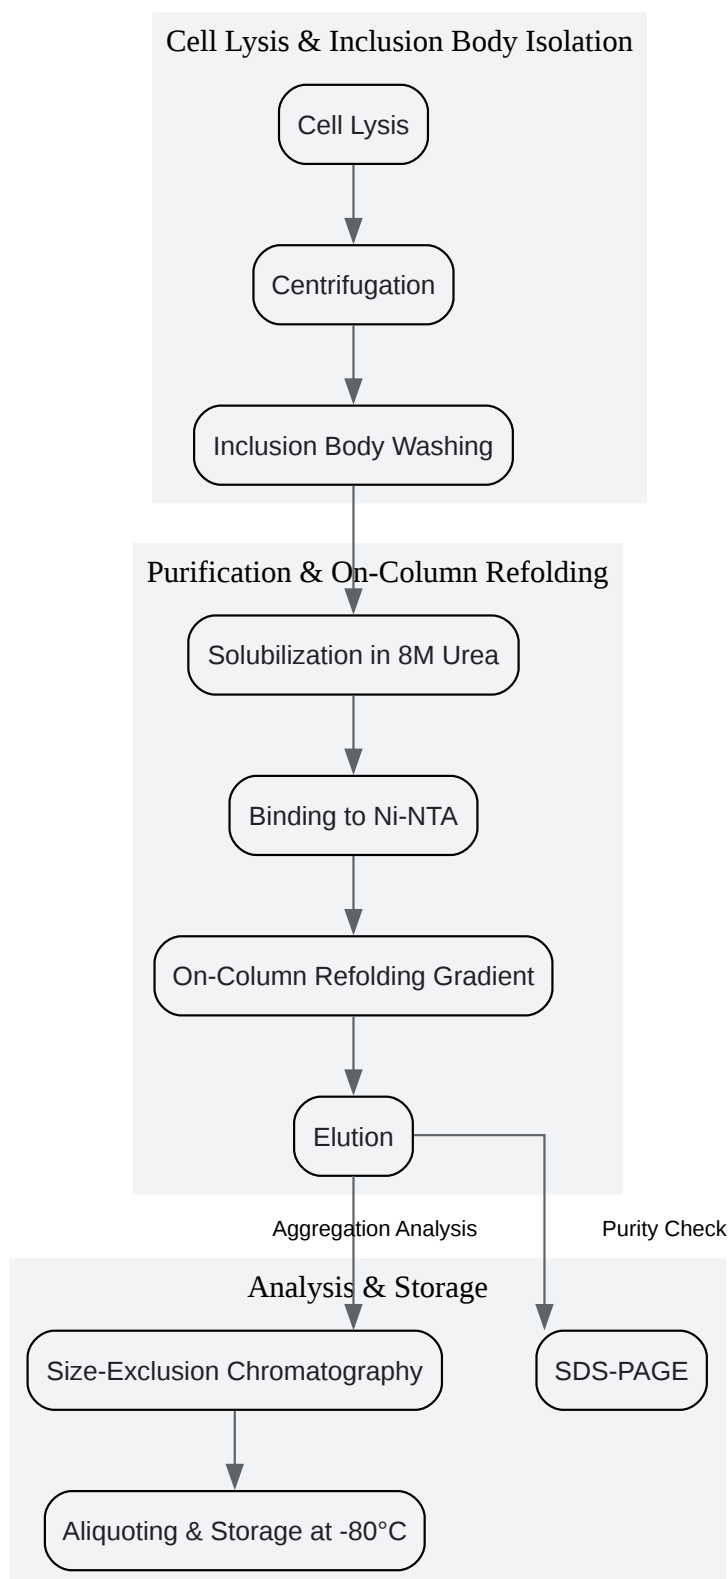 Cell Lysis & Inclusion Body Isolation
Cell Lysis
Centrifugation
Inclusion Body Washing
Purification & On-Column Refolding
Solubilization in 8M Urea
Binding to Ni-NTA
On-Column Refolding Gradient
Elution
Aggregation Analysis
Purity Check
Analysis & Storage
Size-Exclusion Chromatography
SDS-PAGE
Aliquoting & Storage at -80°C